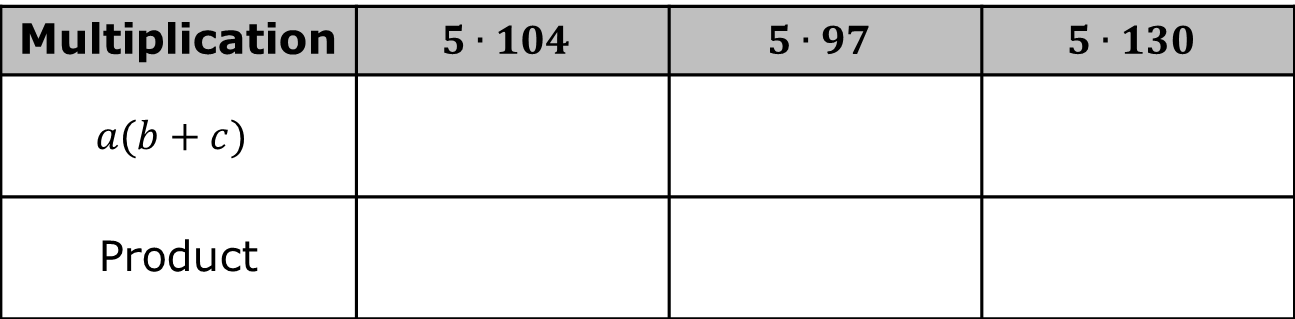 Multiplication 5 · 104 5 · 97 5 · 130
a(b + c)
Product